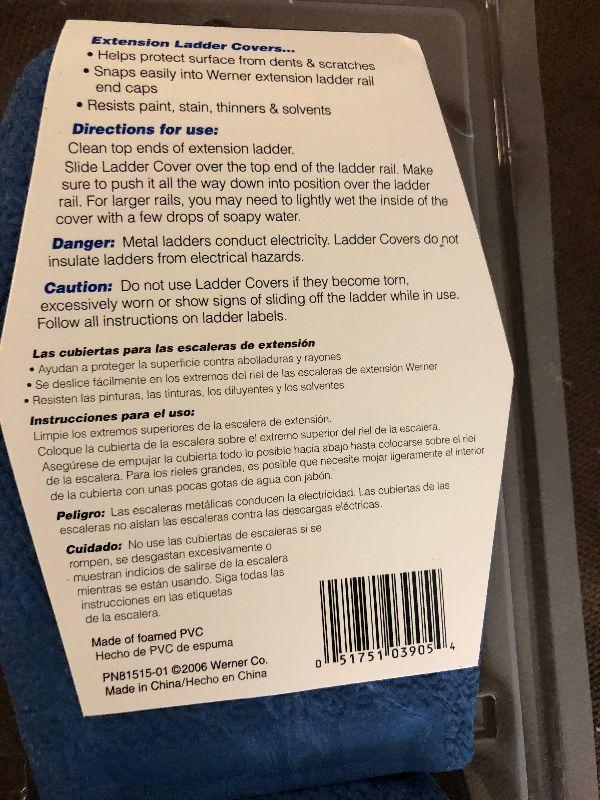 Extension Ladder Covers...
• Helps protect surface from dents & scratches
• Snaps easily into Werner extension ladder rail
end caps
• Resists paint, stain, thinners & solvents
Directions for use:
Clean top ends of extension ladder.
Slide Ladder Cover over the top end of the ladder rail. Make
sure to push it all the way down into position over the ladder
rail. For larger rails, you may need to lightly wet the inside of the
cover with a few drops of soapy water.
Danger: Metal ladders conduct electricity. Ladder Covers do not
insulate ladders from electrical hazards.
Caution: Do not use Ladder Covers if they become torn,
excessively worn or show signs of sliding off the ladder while in use.
Follow all instructions on ladder labels.
Las cubiertas para las escaleras de extensión
• Ayudan a proteger la superficie contra abolladuras y rayones
• Se deslice fácilmente en los extremos del riel de las escaleras de extensión Werner
• Resisten las pinturas, las tinturas, los diluyentes y los solventes
Instrucciones para el uso:
Limpie los extremos superiores de la escalera de extensión.
Coloque la cubierta de la escalera sobre el extremo superior del riel de la escalera.
Asegúrese de empujar la cubierta todo lo posible hacia abajo hasta colocarse sobre el riel
de la escalera. Para los rieles grandes, es posible que necesite mojar ligeramente el interior
de la cubierta con unas pocas gotas de agua con jabón.
Peligro: Las escaleras metálicas conducen la electricidad. Las cubiertas de las
escaleras no aíslan las escaleras contra las descargas eléctricas.
Cuidado: No use las cubiertas de escaleras si se
rompen, se desgastan excesivamente o
muestran indicios de salirse de la escalera
mientras se están usando. Siga todas las
instrucciones en las etiquetas
de la escalera.
Made of foamed PVC
Hecho de PVC de espuma
PN81515-01 ©2006 Werner Co.
Made in China/Hecho en China
0 51751 03905 4